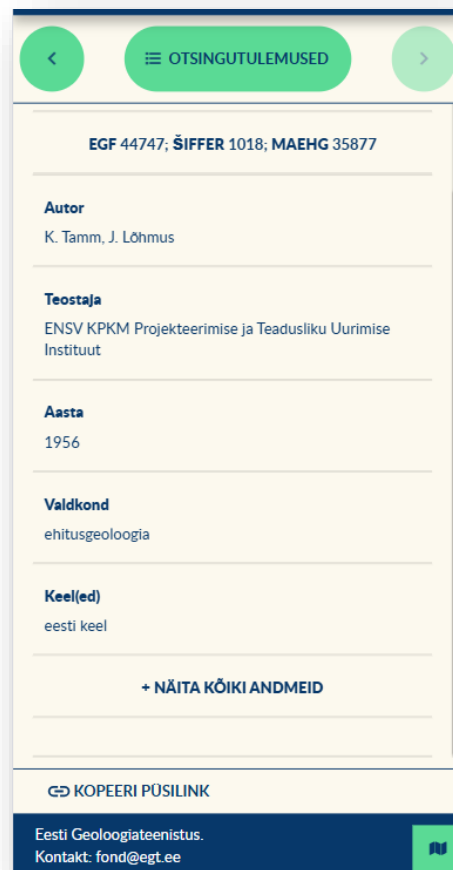 OTSINGUTULEMUSED
EGF 44747; ŠIFFER 1018; MAEHG 35877
Autor
K. Tamm, J. Lõhmus
Teostaja
ENSV KPKM Projekteerimise ja Teadusliku Uurimise
Instituut
Aasta
1956
Valdkond
ehitusgeoloogia
Keel(ed)
eesti keel
+ NÄITA KÕIKI ANDMEID
KOPEERI PÜSILINK
Eesti Geoloogiateenistus.
Kontakt: fond@egt.ee